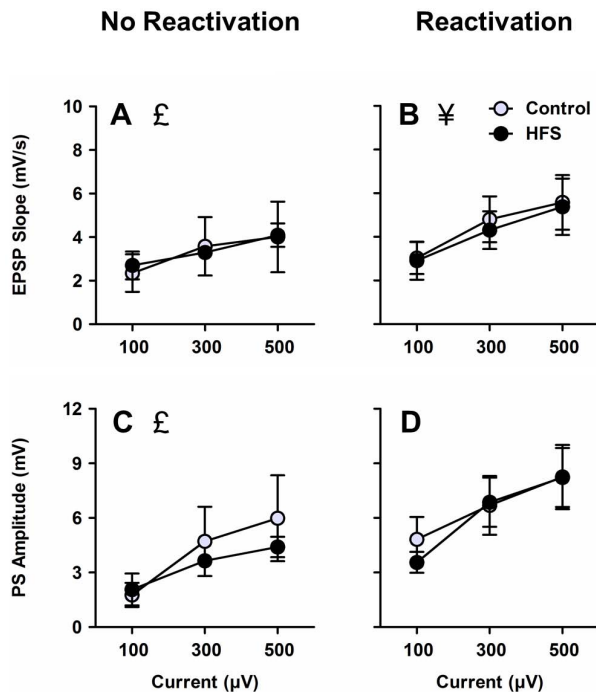 No Reactivation
Reactivation
A £
B ¥
Control
HFS
EPSP Slope (mV/s)
10
8
6
4
2
0
100 300 500
100 300 500
C £
D
PS Amplitude (mV)
12
9
6
3
0
100 300 500
100 300 500
Current (µV)
Current (µV)